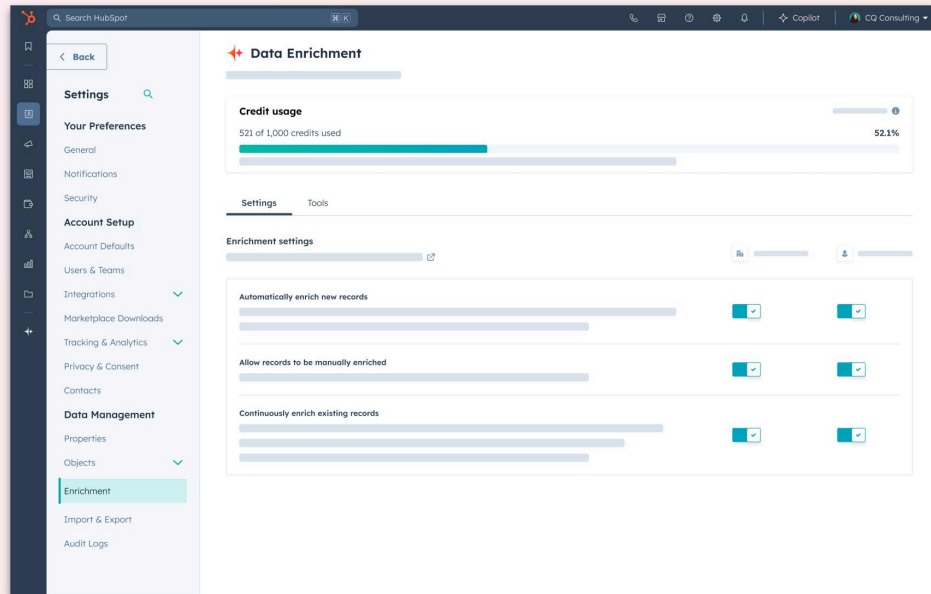 Search HubSpot
⌘ K
Copilot
CQ Consulting
Back
Settings
Your Preferences
General
Notifications
Security
Account Setup
Account Defaults
Users & Teams
Integrations
Marketplace Downloads
Tracking & Analytics
Privacy & Consent
Contacts
Data Management
Properties
Objects
Enrichment
Import & Export
Audit Logs
Data Enrichment
Credit usage
521 of 1,000 credits used
52.1%
Settings Tools
Enrichment settings
Automatically enrich new records
Allow records to be manually enriched
Continuously enrich existing records